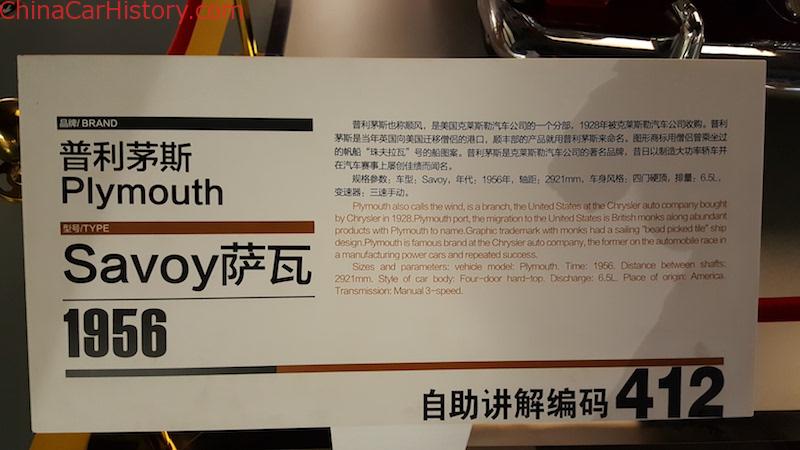 ChinaCarHistory.com
品牌/ BRAND
普利茅斯
Plymouth
型号/TYPE
Savoy萨瓦
1956
普利茅斯也称顺风，是美国克莱斯勒汽车公司的一个分部，1928年被克莱斯勒汽车公司收购。普利
茅斯是当年英国向美国迁移僧侣的港口，顺丰部的产品就用普利茅斯来命名。图形商标用僧侣曾乘坐过
的帆船“珠夫拉瓦”号的船图案。普利茅斯是克莱斯勒汽车公司的著名品牌，昔日以制造大功率轿车并
在汽车赛事上屡创佳绩而闻名。
规格参数：车型：Savoy，年代：1956年，轴距：2921mm，车身风格：四门硬顶，排量：6.5L，
变速器：三速手动。
Plymouth also calls the wind, is a branch, the United States at the Chrysler auto company bought
by Chrysler in 1928.Plymouth port, the migration to the United States is British monks along abundant
products with Plymouth to name.Graphic trademark with monks had a sailing "bead picked tile" ship
design.Plymouth is famous brand at the Chrysler auto company, the former on the automobile race in
a manufacturing power cars and repeated success.
Sizes and parameters: vehicle model: Plymouth. Time: 1956. Distance between shafts:
2921mm. Style of car body: Four-door hard-top. Discharge: 6.5L. Place of origin: America.
Transmission: Manual 3-speed.
自助讲解编码 412